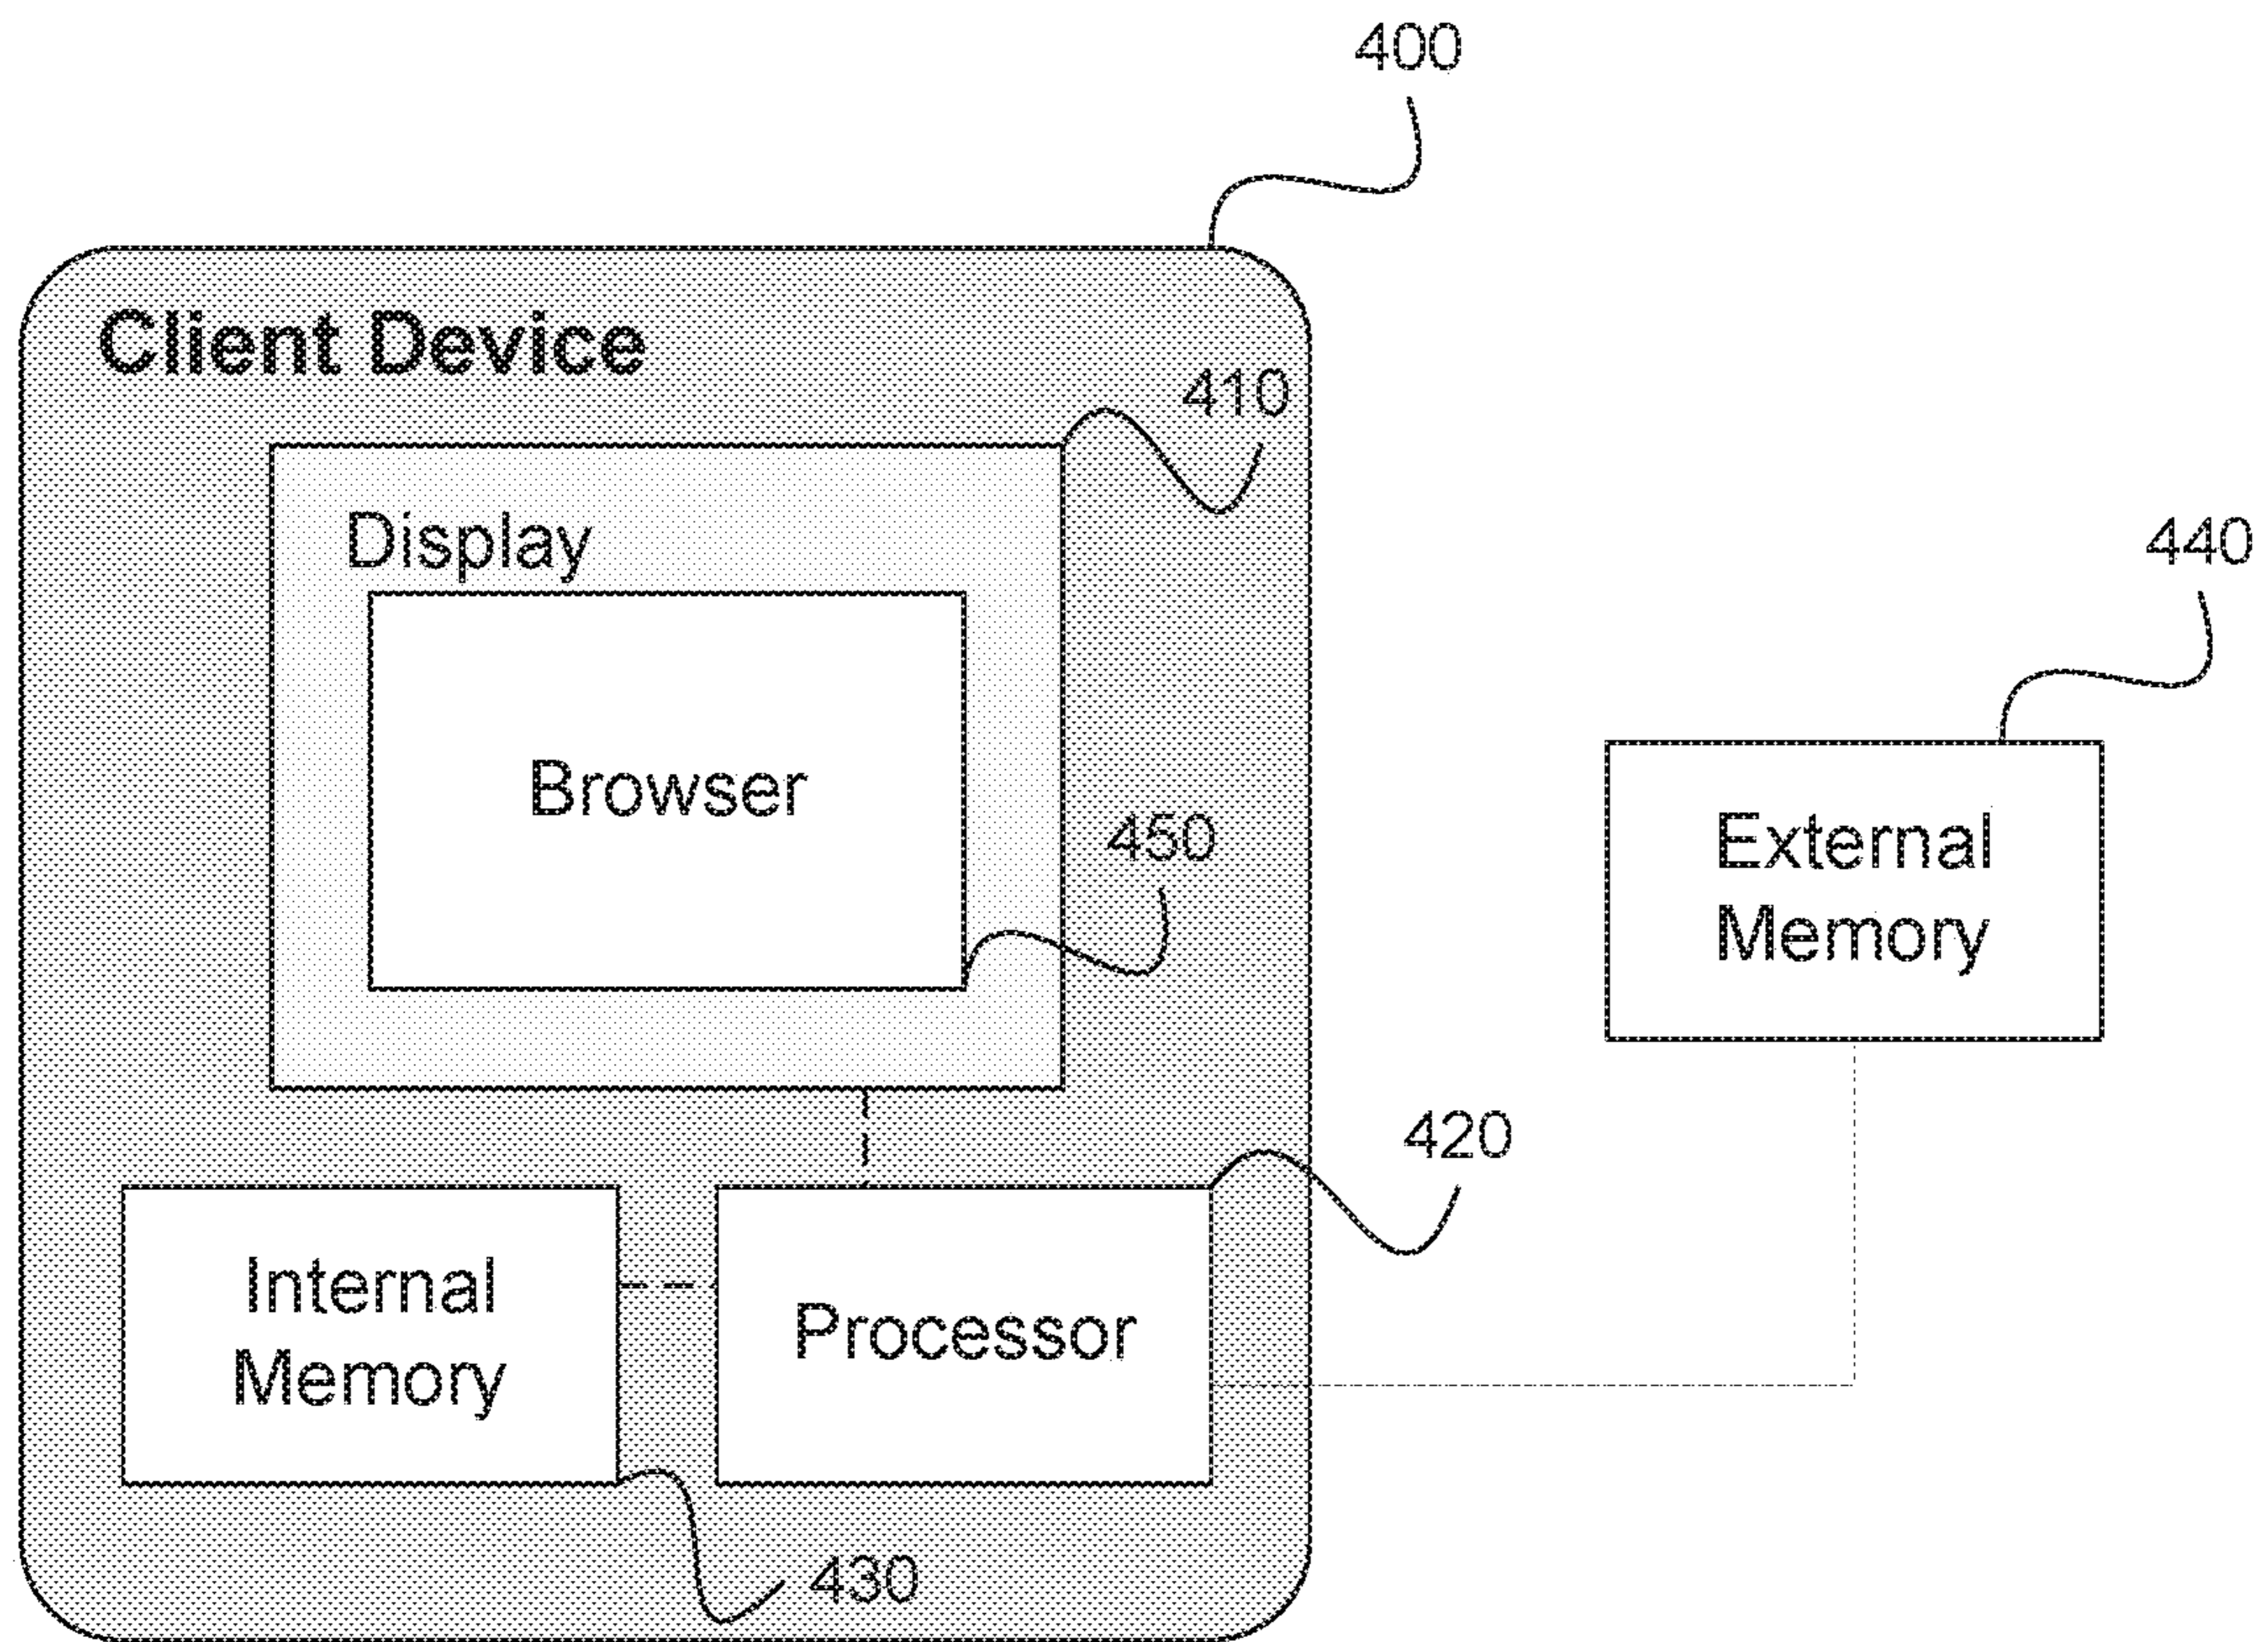 400
Client Device
410
Display
440
Browser
450
External
Memory
420
Internal
Memory
Processor
430